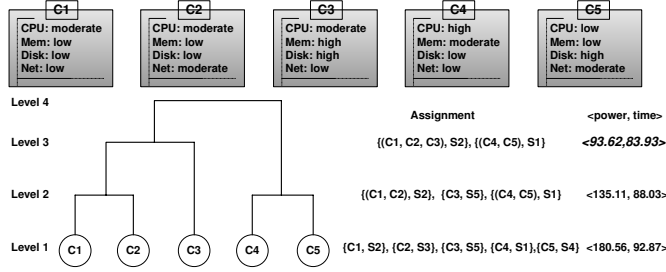 C1
CPU: moderate
Mem: low
Disk: low
Net: low
C2
CPU: moderate
Mem: low
Disk: low
Net: moderate
C3
CPU: moderate
Mem: high
Disk: high
Net: low
C4
CPU: high
Mem: moderate
Disk: low
Net: low
C5
CPU: low
Mem: low
Disk: high
Net: moderate
Level 4
Assignment <power, time>
Level 3 {(C1, C2, C3), S2}, {(C4, C5), S1} <93.62,83.93>
Level 2 {(C1, C2), S2}, {C3, S5}, {(C4, C5), S1} <135.11, 88.03>
Level 1 C1 C2 C3 C4 C5 {C1, S2}, {C2, S3}, {C3, S5}, {C4, S1},{C5, S4} <180.56, 92.87>